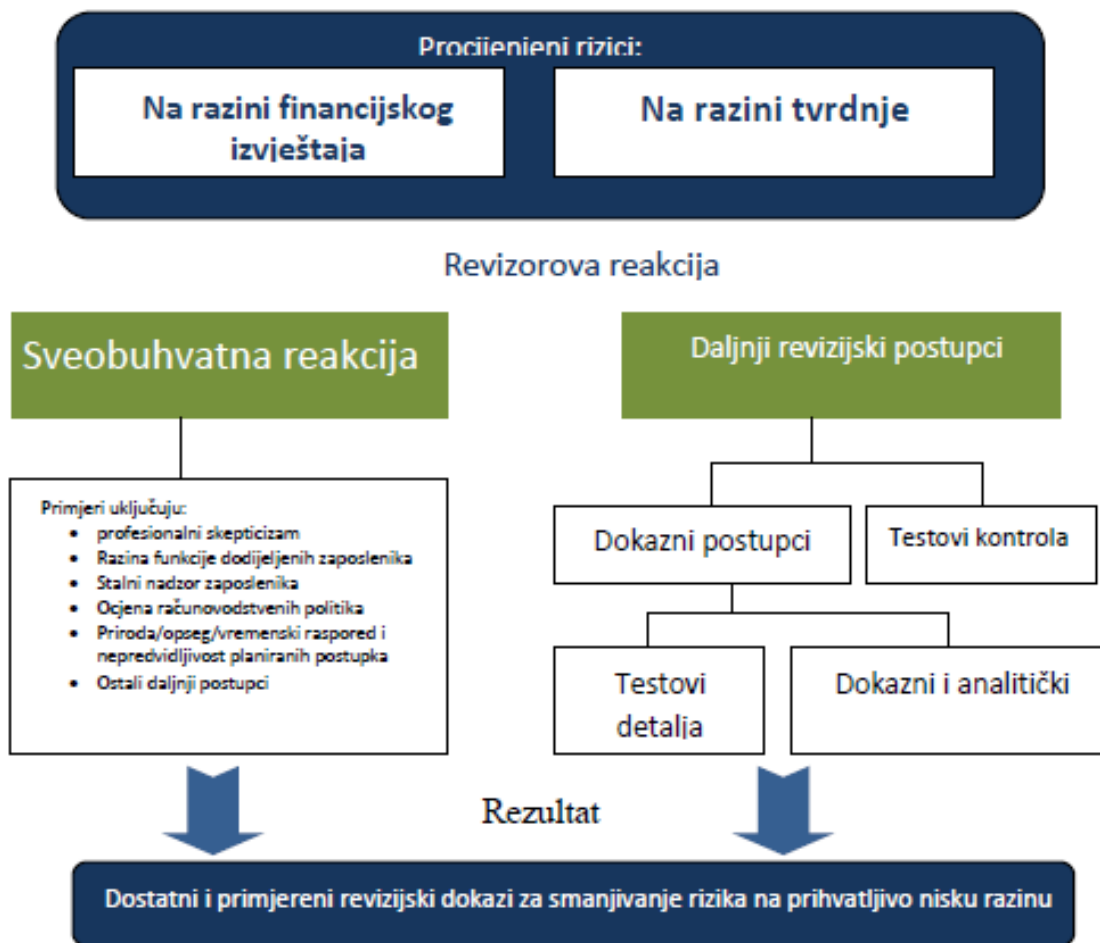 Procijenjeni rizici:
Na razini financijskog
izvještaja
Na razini tvrdnje
Revizorova reakcija
Sveobuhvatna reakcija
Daljnji revizijski postupci
Primjeri uključuju:
• profesionalni skepticizam
• Razina funkcije dodijeljenih zaposlenika
• Stalni nadzor zaposlenika
• Ocjena računovodstvenih politika
• Priroda/opseg/vremenski raspored i
nepredvidljivost planiranih postupka
• Ostali daljnji postupci
Dokazni postupci
Testovi kontrola
Testovi
detalja
Dokazni i analitički
Rezultat
Dostatni i primjereni revizijski dokazi za smanjivanje rizika na prihvatljivo nisku razinu